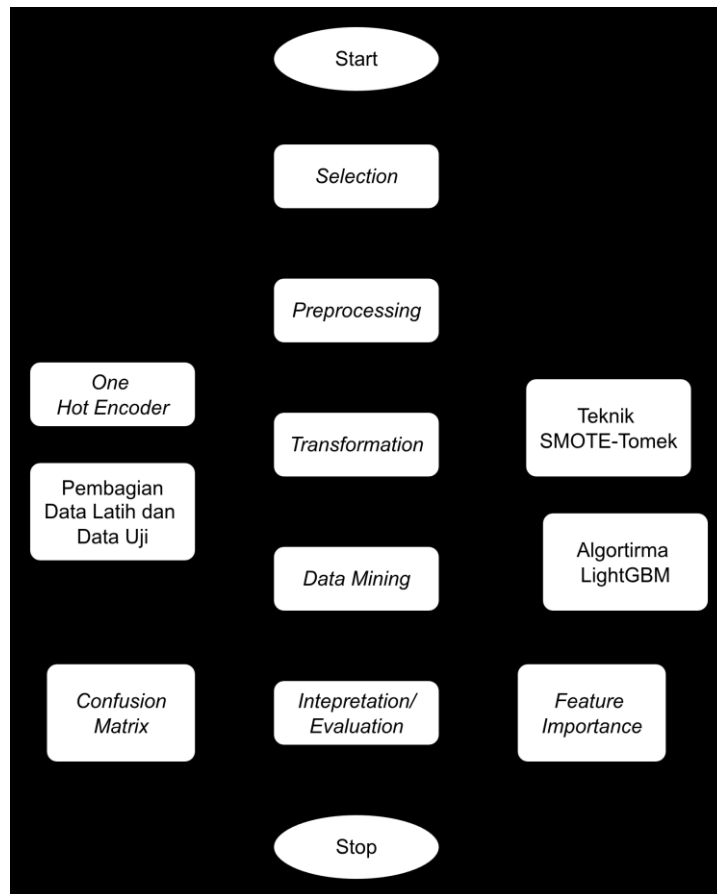 Start
Selection
Preprocessing
One
Hot Encoder
Transformation
Teknik
SMOTE-Tomek
Pembagian
Data Latih dan
Data Uji
Data Mining
Algortirma
LightGBM
Confusion
Matrix
Intepretation/
Evaluation
Feature
Importance
Stop